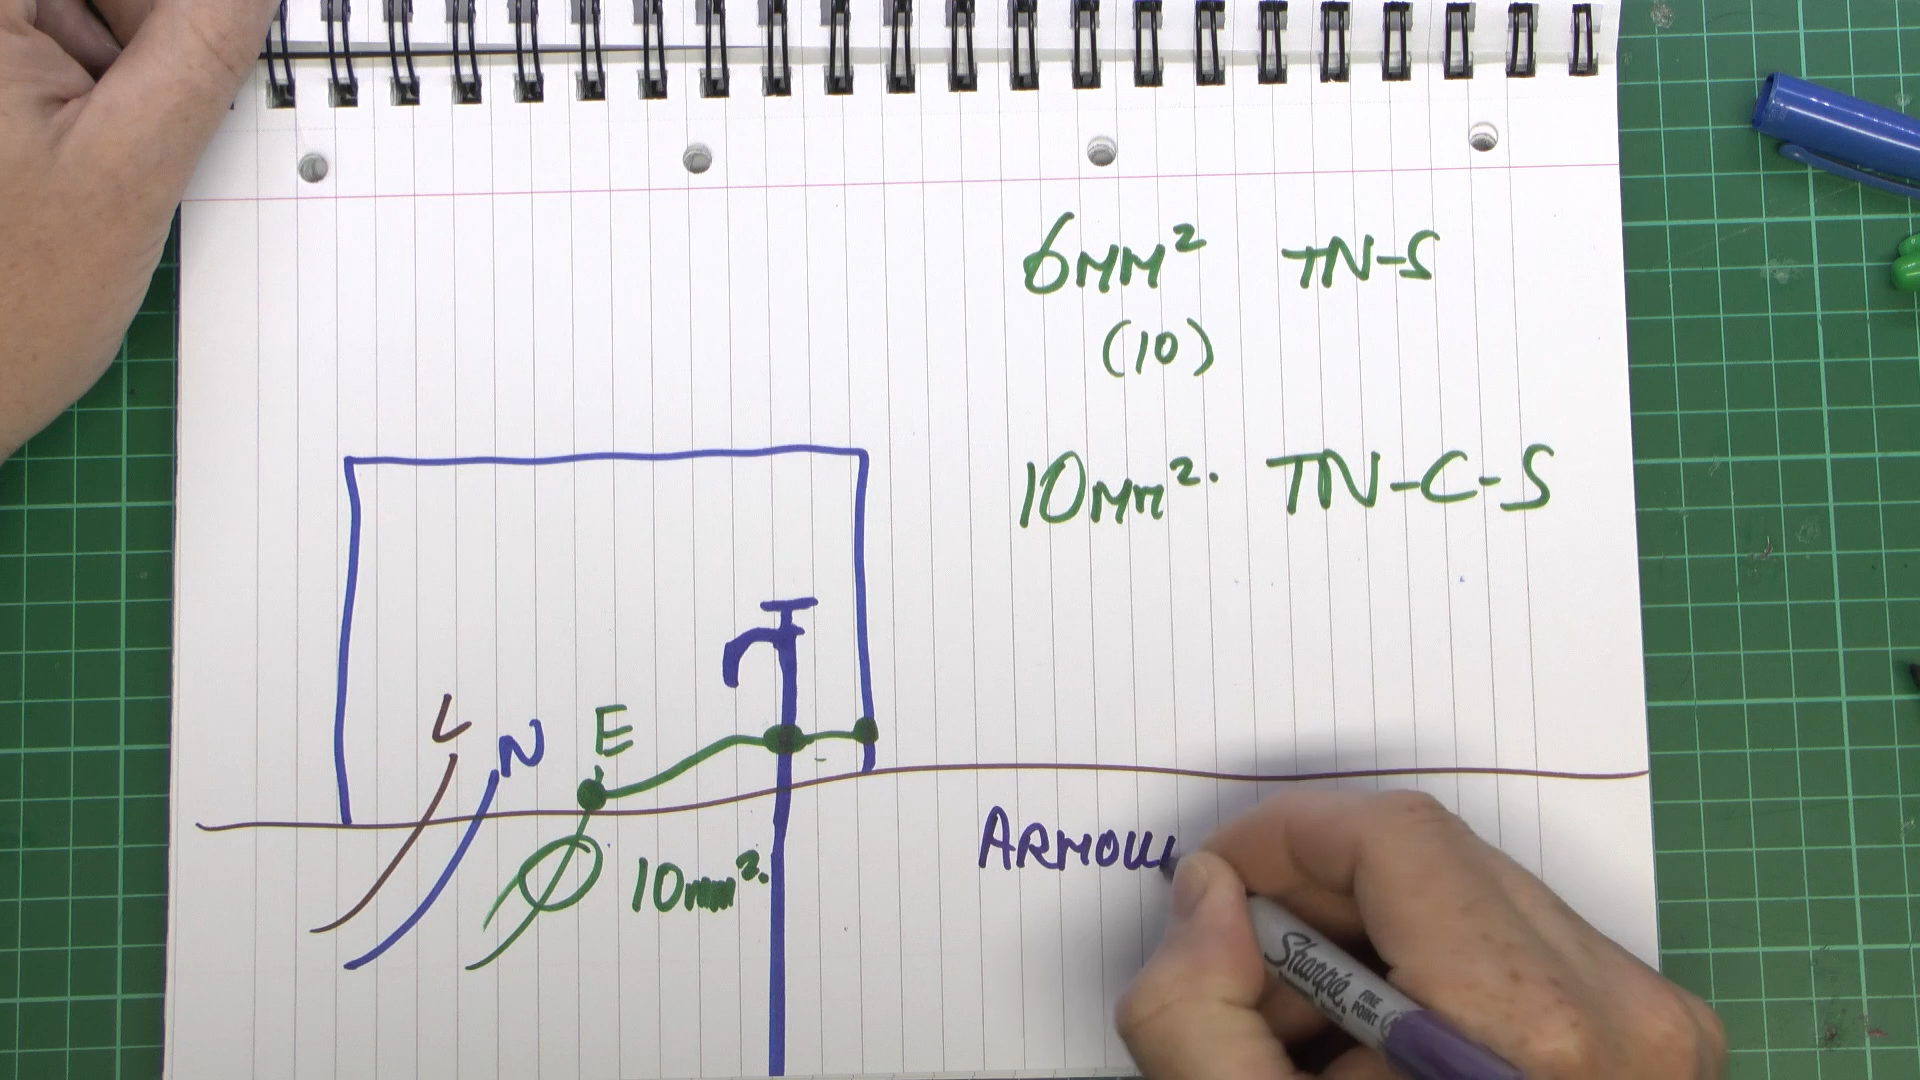 6MM² TN-S
(10)
10MM². TN-C-S
L
N
E
10mm².
ARMOU
Sharpie.
FINE
POINT